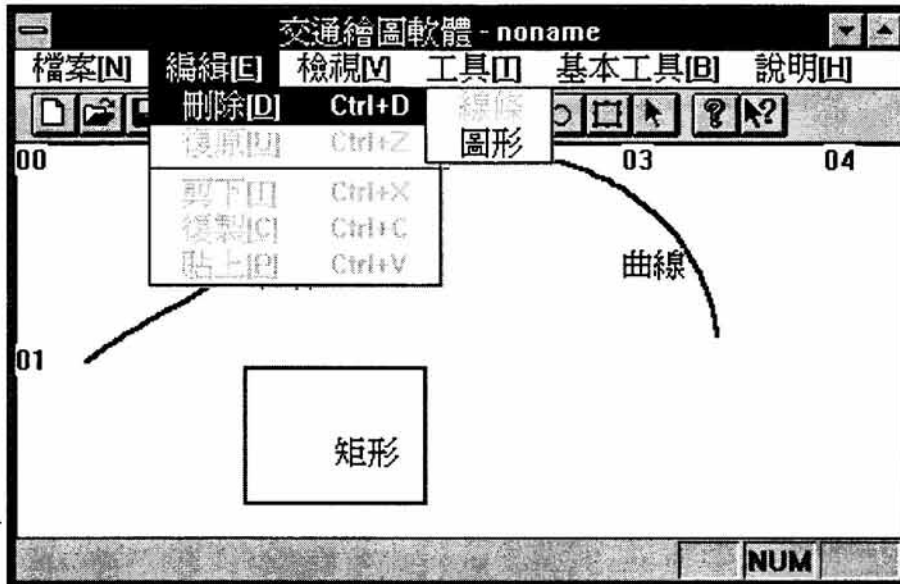 交通繪圖軟體 - noname
檔案[N] 編緝[E] 檢視[V] 工具[T] 基本工具[B] 說明[H]
刪除[D] Ctrl+D 線條
復原[U] Ctrl+Z 圖形
00 03 04
剪下[T] Ctrl+X
復製[C] Ctrl+C
貼上[P] Ctrl+V
曲線
01
矩形
NUM